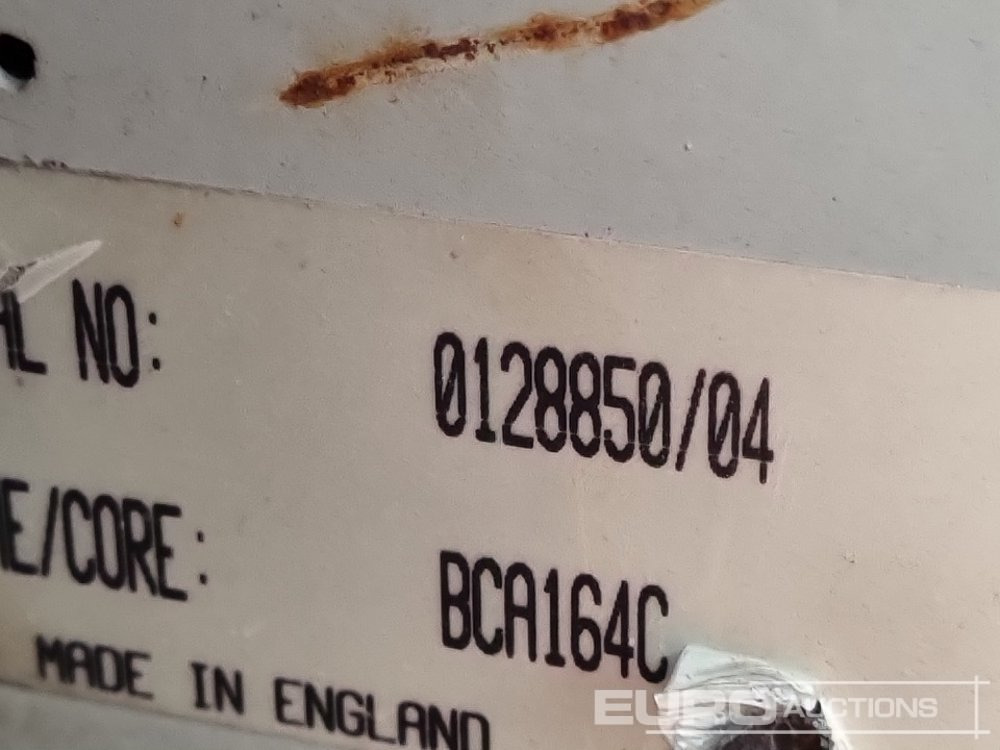 AL NO: 0128850/04
E/CORE: BCA164C
MADE IN ENGLAND
EURO AUCTIONS